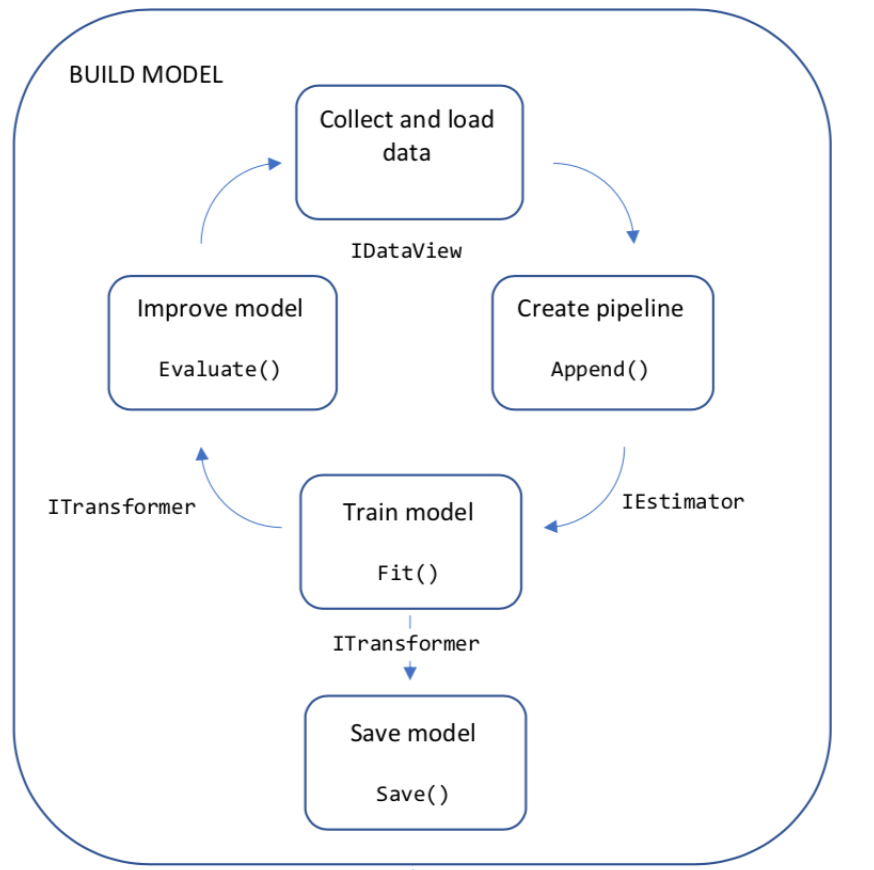 BUILD MODEL
Collect and load
data
IDataView
Improve model
Evaluate()
Create pipeline
Append()
ITransformer
IEstimator
Train model
Fit()
ITransformer
Save model
Save()